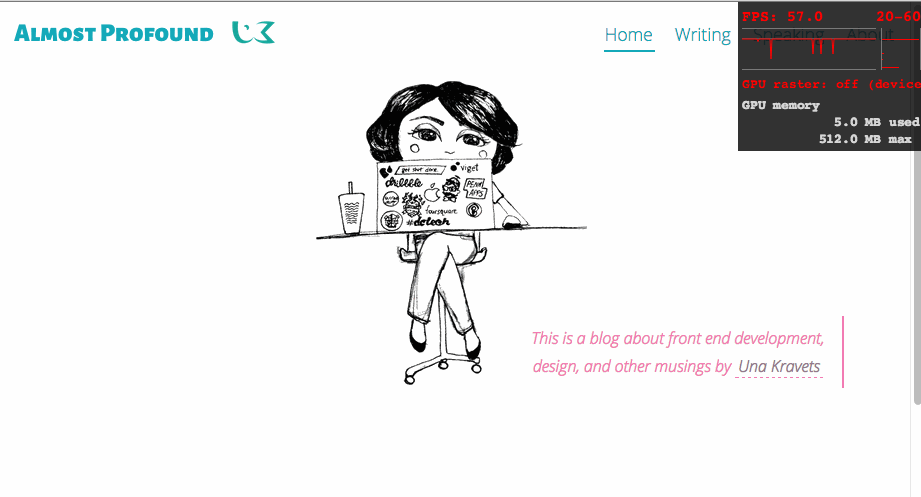 Almost Profound
Home Writing Speaking About
FPS: 57.0 20-60
GPU raster: off (device
GPU memory
5.0 MB used
512.0 MB max
get shit done.
viget
dribbble
PENN
APPS
foursquare
#dctech
This is a blog about front end development,
design, and other musings by Una Kravets